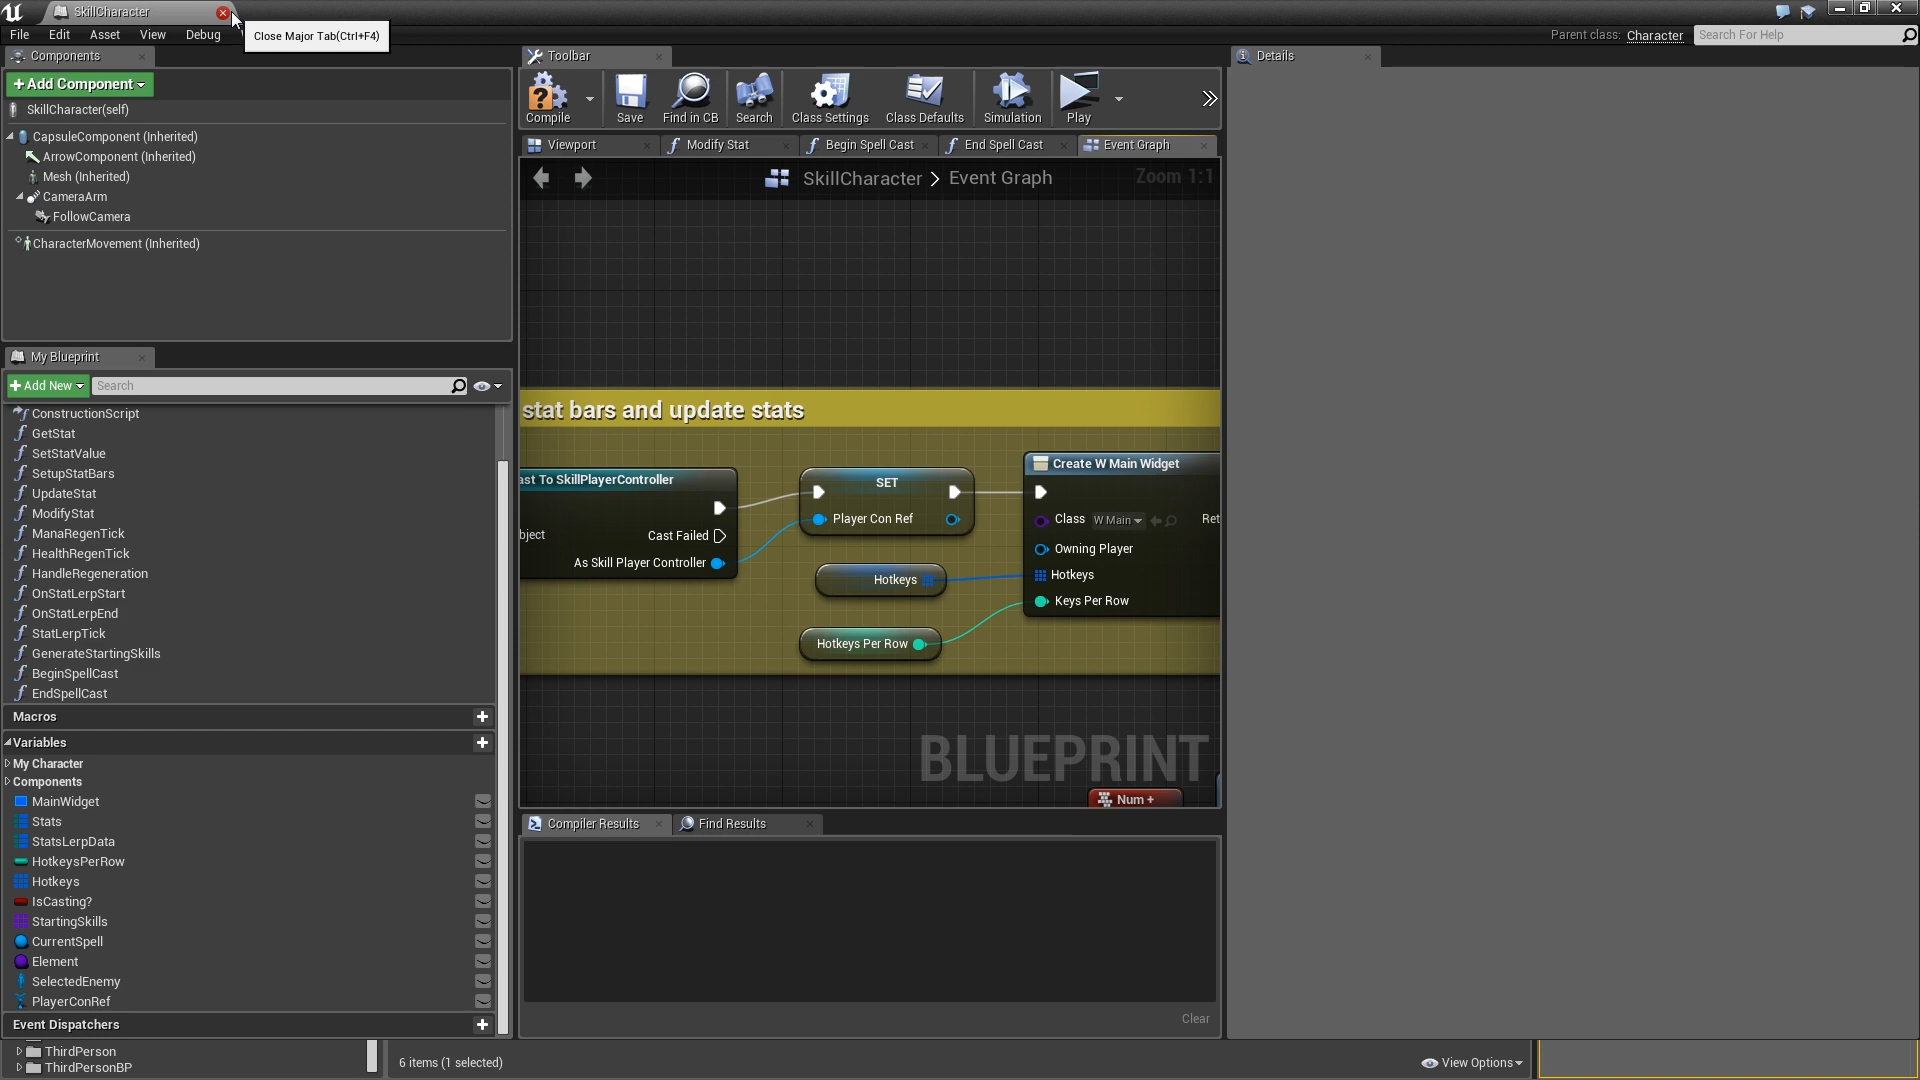 SkillCharacter
Close Major Tab(Ctrl+F4)
File
Edit
Asset
View
Debug
Parent class:
Character
Search For Help
Components
+ Add Component
SkillCharacter(self)
CapsuleComponent (Inherited)
ArrowComponent (Inherited)
Mesh (Inherited)
CameraArm
FollowCamera
CharacterMovement (Inherited)
My Blueprint
+ Add New
Search
ConstructionScript
GetStat
SetStatValue
SetupStatBars
UpdateStat
ModifyStat
ManaRegenTick
HealthRegenTick
HandleRegeneration
OnStatLerpStart
OnStatLerpEnd
StatLerpTick
GenerateStartingSkills
BeginSpellCast
EndSpellCast
Macros
Variables
My Character
Components
MainWidget
Stats
StatsLerpData
HotkeysPerRow
Hotkeys
IsCasting?
StartingSkills
CurrentSpell
Element
SelectedEnemy
PlayerConRef
Event Dispatchers
ThirdPerson
ThirdPersonBP
Toolbar
Compile
Save
Find in CB
Search
Class Settings
Class Defaults
Simulation
Play
Viewport
Modify Stat
Begin Spell Cast
End Spell Cast
Event Graph
SkillCharacter > Event Graph
Zoom 1:1
stat bars and update stats
ast To SkillPlayerController
bject
Cast Failed
As Skill Player Controller
SET
Player Con Ref
Hotkeys
Hotkeys Per Row
Create W Main Widget
Class W Main
Ret
Owning Player
Hotkeys
Keys Per Row
BLUEPRINT
Num +
Compiler Results
Find Results
Clear
6 items (1 selected)
View Options
Details